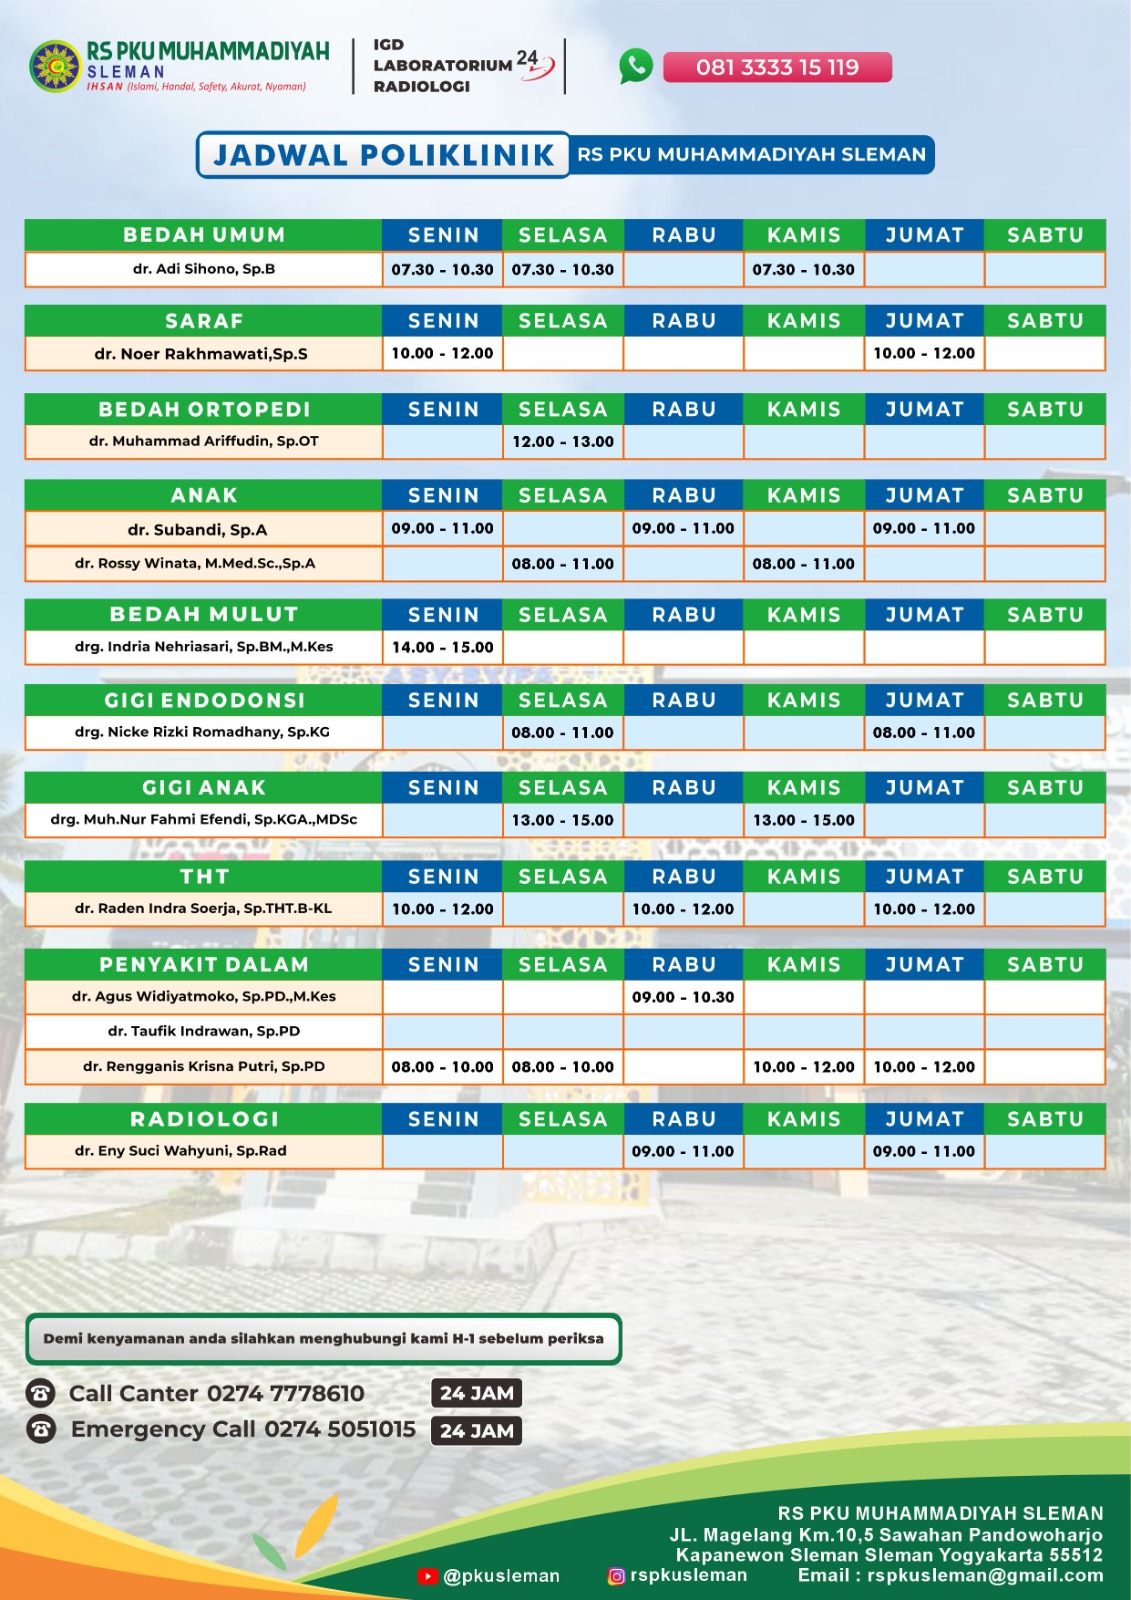 RS PKU MUHAMMADIYAH
SLEMAN
IHSAN (Islami, Handal, Safety, Akurat, Nyaman)
IGD
LABORATORIUM 24
RADIOLOGI
081 3333 15 119
JADWAL POLIKLINIK RS PKU MUHAMMADIYAH SLEMAN
BEDAH UMUM SENIN SELASA RABU KAMIS JUMAT SABTU
dr. Adi Sihono, Sp.B 07.30 - 10.30 07.30 - 10.30 07.30 - 10.30
SARAF SENIN SELASA RABU KAMIS JUMAT SABTU
dr. Noer Rakhmawati,Sp.S 10.00 - 12.00 10.00 - 12.00
BEDAH ORTOPEDI SENIN SELASA RABU KAMIS JUMAT SABTU
dr. Muhammad Ariffudin, Sp.OT 12.00 - 13.00
ANAK SENIN SELASA RABU KAMIS JUMAT SABTU
dr. Subandi, Sp.A 09.00 - 11.00 09.00 - 11.00 09.00 - 11.00
dr. Rossy Winata, M.Med.Sc.,Sp.A 08.00 - 11.00 08.00 - 11.00
BEDAH MULUT SENIN SELASA RABU KAMIS JUMAT SABTU
drg. Indria Nehriasari, Sp.BM.,M.Kes 14.00 - 15.00
GIGI ENDODONSI SENIN SELASA RABU KAMIS JUMAT SABTU
drg. Nicke Rizki Romadhany, Sp.KG 08.00 - 11.00 08.00 - 11.00
GIGI ANAK SENIN SELASA RABU KAMIS JUMAT SABTU
drg. Muh.Nur Fahmi Efendi, Sp.KGA.,MDSc 13.00 - 15.00 13.00 - 15.00
THT SENIN SELASA RABU KAMIS JUMAT SABTU
dr. Raden Indra Soerja, Sp.THT.B-KL 10.00 - 12.00 10.00 - 12.00 10.00 - 12.00
PENYAKIT DALAM SENIN SELASA RABU KAMIS JUMAT SABTU
dr. Agus Widiyatmoko, Sp.PD.,M.Kes 09.00 - 10.30
dr. Taufik Indrawan, Sp.PD
dr. Rengganis Krisna Putri, Sp.PD 08.00 - 10.00 08.00 - 10.00 10.00 - 12.00 10.00 - 12.00
RADIOLOGI SENIN SELASA RABU KAMIS JUMAT SABTU
dr. Eny Suci Wahyuni, Sp.Rad 09.00 - 11.00 09.00 - 11.00
Demi kenyamanan anda silahkan menghubungi kami H-1 sebelum periksa
Call Canter 0274 7778610 24 JAM
Emergency Call 0274 5051015 24 JAM
RS PKU MUHAMMADIYAH SLEMAN
JL. Magelang Km.10,5 Sawahan Pandowoharjo
Kapanewon Sleman Sleman Yogyakarta 55512
@pkusleman rspkusleman Email : rspkusleman@gmail.com